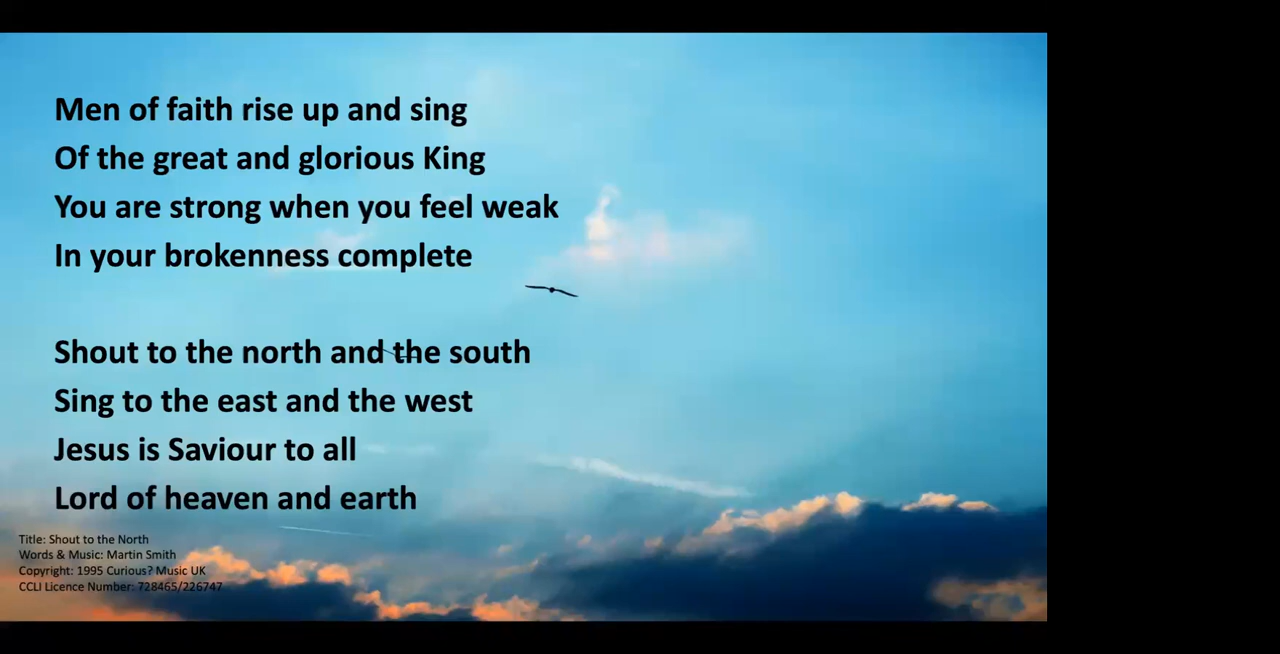 Men of faith rise up and sing
Of the great and glorious King
You are strong when you feel weak
In your brokenness complete
Shout to the north and the south
Sing to the east and the west
Jesus is Saviour to all
Lord of heaven and earth
Title: Shout to the North
Words & Music: Martin Smith
Copyright: 1995 Curious? Music UK
CCLI Licence Number: 728465/226747